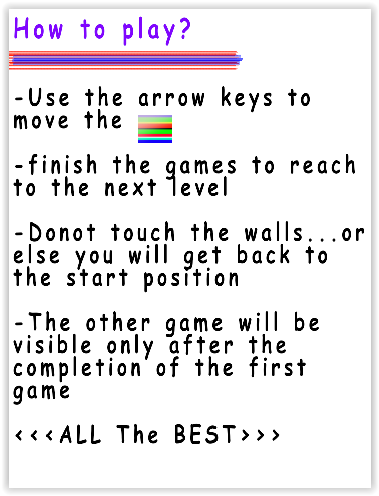 How to play?
-Use the arrow keys to
move the
-finish the games to reach
to the next level
-Donot touch the walls...or
else you will get back to
the start position
-The other game will be
visible only after the
completion of the first
game
<<<ALL The BEST>>>